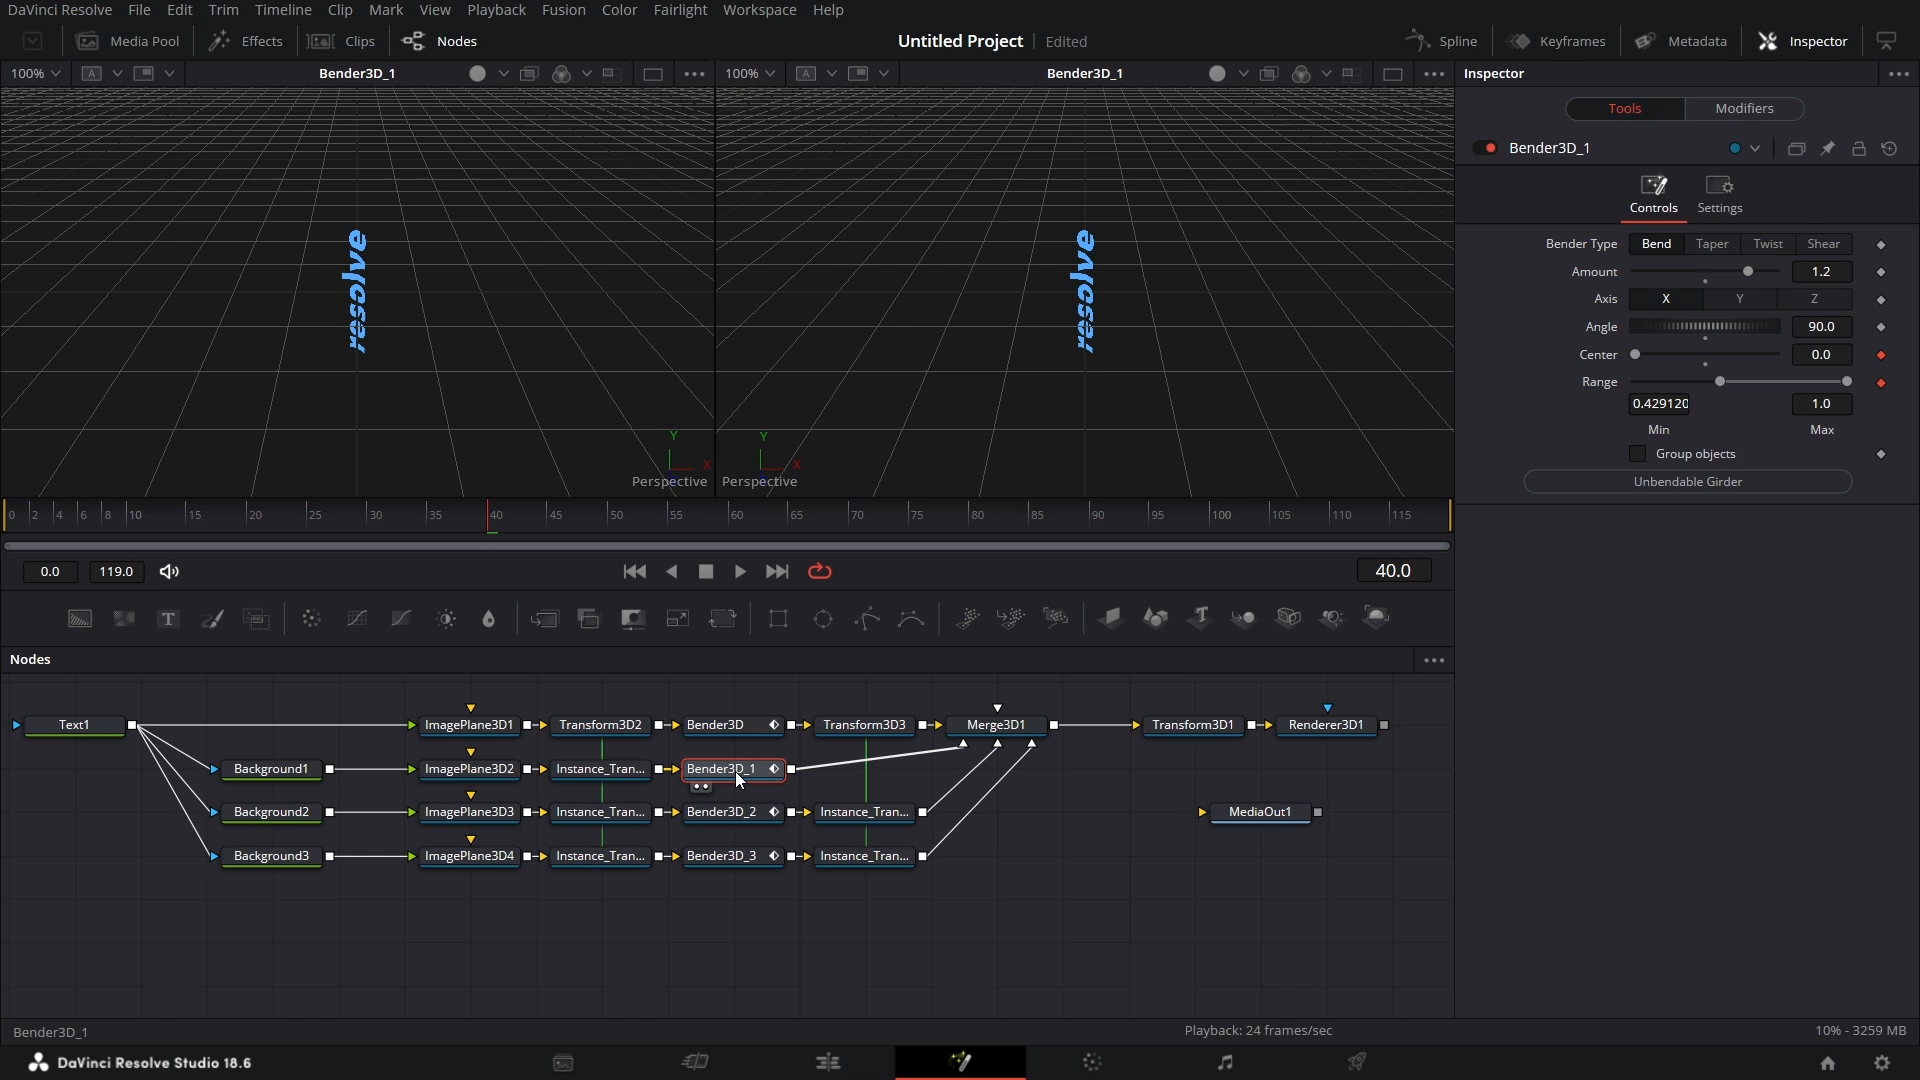 DaVinci Resolve File Edit Trim Timeline Clip Mark View Playback Fusion Color Fairlight Workspace Help
Media Pool Effects Clips Nodes Untitled Project Edited Spline Keyframes Metadata Inspector
100% A Bender3D_1 100% A Bender3D_1 Inspector
Tools Modifiers
Bender3D_1
Controls Settings
Bender Type Bend Taper Twist Shear
Amount 1.2
Axis X Y Z
Angle 90.0
Center 0.0
Range
0.429120 1.0
Min Max
Group objects
Unbendable Girder
resolve
resolve
Y
X
Perspective
Y
X
Perspective
0 2 4 6 8 10 15 20 25 30 35 40 45 50 55 60 65 70 75 80 85 90 95 100 105 110 115
0.0 119.0 40.0
T T
Nodes
Text1 ImagePlane3D1 Transform3D2 Bender3D Transform3D3 Merge3D1 Transform3D1 Renderer3D1
Background1 ImagePlane3D2 Instance_Tran... Bender3D_1
Background2 ImagePlane3D3 Instance_Tran... Bender3D_2 Instance_Tran... MediaOut1
Background3 ImagePlane3D4 Instance_Tran... Bender3D_3 Instance_Tran...
Bender3D_1 Playback: 24 frames/sec 10% - 3259 MB
DaVinci Resolve Studio 18.6